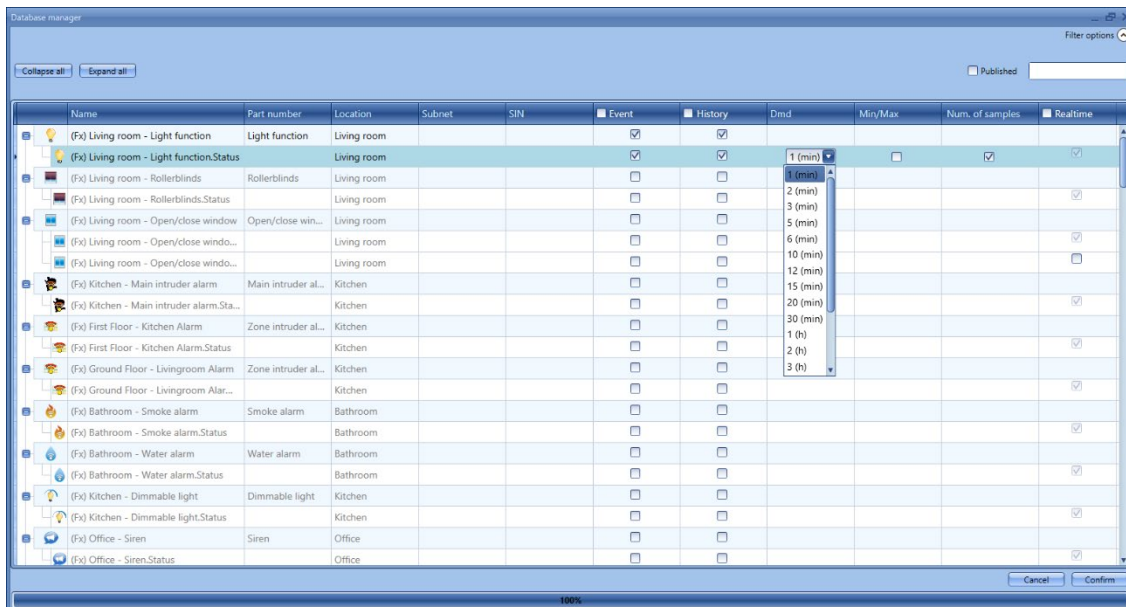 Database manager
Filter options
Collapse all Expand all Published
Name Part number Location Subnet SIN Event History Dmd Min/Max Num. of samples Realtime
(Fx) Living room - Light function Light function Living room
(Fx) Living room - Light function.Status Living room 1 (min)
(Fx) Living room - Rollerblinds Rollerblinds Living room 1 (min)
(Fx) Living room - Rollerblinds.Status Living room 2 (min)
3 (min)
(Fx) Living room - Open/close window Open/close win... Living room 5 (min)
(Fx) Living room - Open/close windo... Living room 6 (min)
(Fx) Living room - Open/close windo... Living room 10 (min)
12 (min)
(Fx) Kitchen - Main intruder alarm Main intruder al... Kitchen 15 (min)
(Fx) Kitchen - Main intruder alarm.Sta... Kitchen 20 (min)
(Fx) First Floor - Kitchen Alarm Zone intruder al... Kitchen 30 (min)
1 (h)
(Fx) First Floor - Kitchen Alarm.Status Kitchen 2 (h)
(Fx) Ground Floor - Livingroom Alarm Zone intruder al... Kitchen 3 (h)
(Fx) Ground Floor - Livingroom Alar... Kitchen
(Fx) Bathroom - Smoke alarm Smoke alarm Bathroom
(Fx) Bathroom - Smoke alarm.Status Bathroom
(Fx) Bathroom - Water alarm Water alarm Bathroom
(Fx) Bathroom - Water alarm.Status Bathroom
(Fx) Kitchen - Dimmable light Dimmable light Kitchen
(Fx) Kitchen - Dimmable light.Status Kitchen
(Fx) Office - Siren Siren Office
(Fx) Office - Siren.Status Office
Cancel Confirm
100%